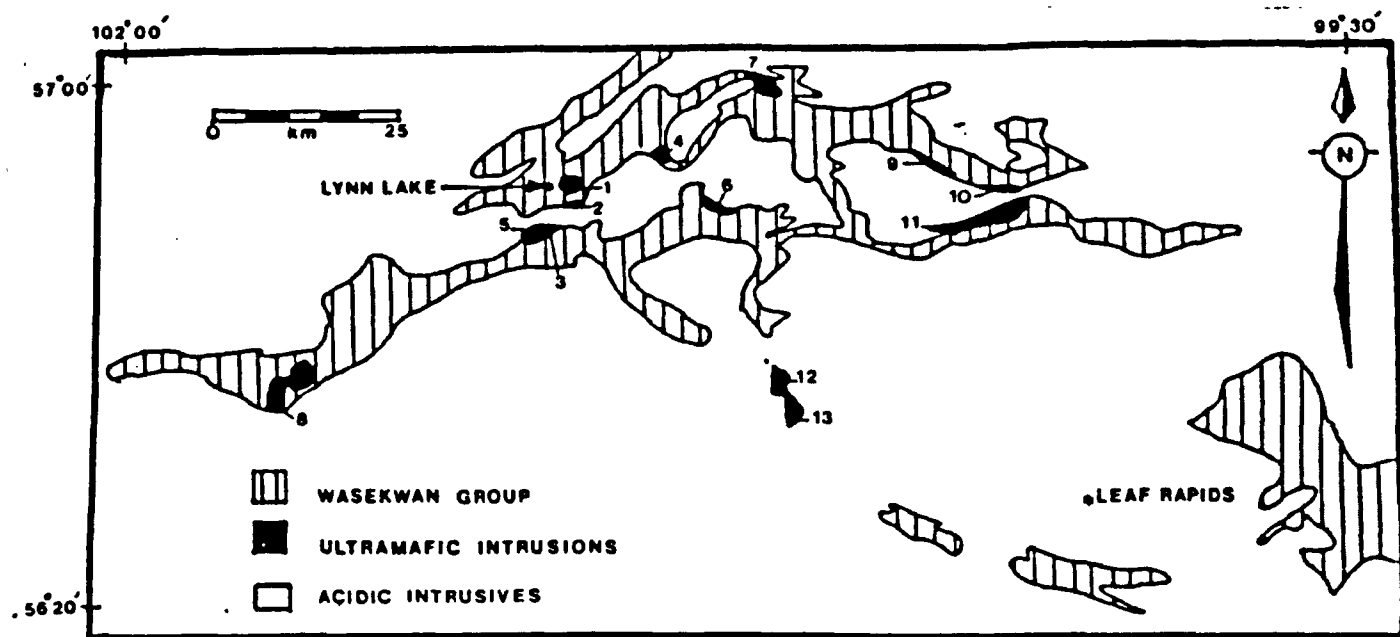 102°00′
99°30′
57°00′
7
0 km 25
4
9
LYNN LAKE
1
10
6
2
11
5
3
N
12
8
13
WASEKWAN GROUP
LEAF RAPIDS
ULTRAMAFIC INTRUSIONS
ACIDIC INTRUSIVES
56°20′